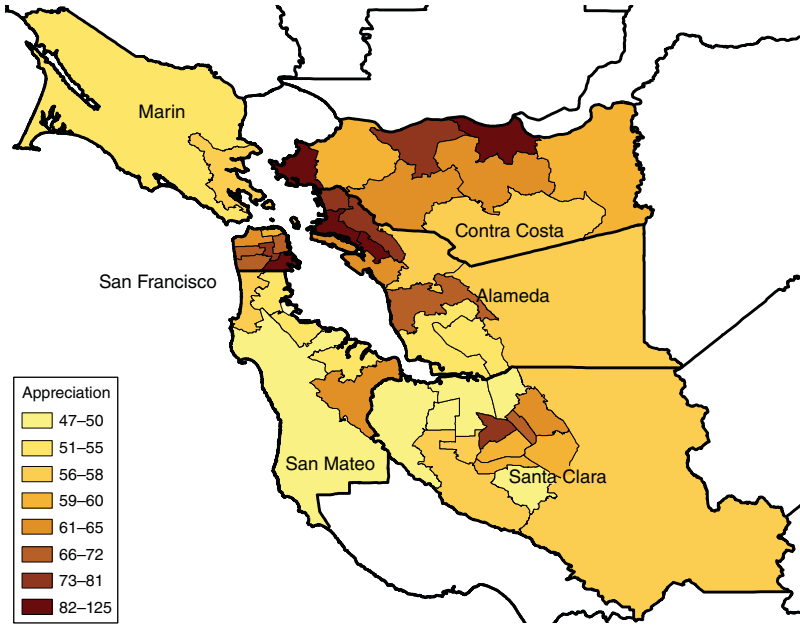 Marin
Contra Costa
San Francisco
Alameda
Appreciation
47–50
51–55
56–58
59–60
61–65
66–72
73–81
82–125
San Mateo
Santa Clara